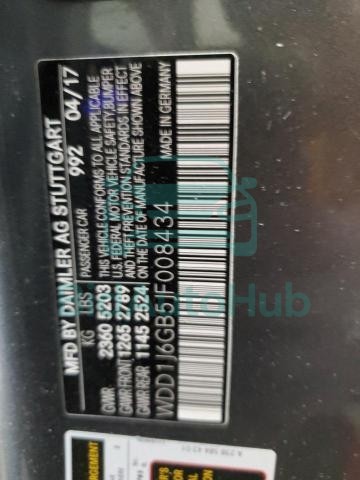 MFD BY DAIMLER AG STUTTGART
992 04/17
PASSENGER CAR
KG LBS
GVWR 2360 5203
GAWR FRONT 1265 2789
GAWR REAR 1145 2524
THIS VEHICLE CONFORMS TO ALL APPLICABLE
U.S. FEDERAL MOTOR VEHICLE SAFETY, BUMPER
AND THEFT PREVENTION STANDARDS IN EFFECT
ON THE DATE OF MANUFACTURE SHOWN ABOVE
WDD1J6GB5JF008434 MADE IN GERMANY
AutoHub